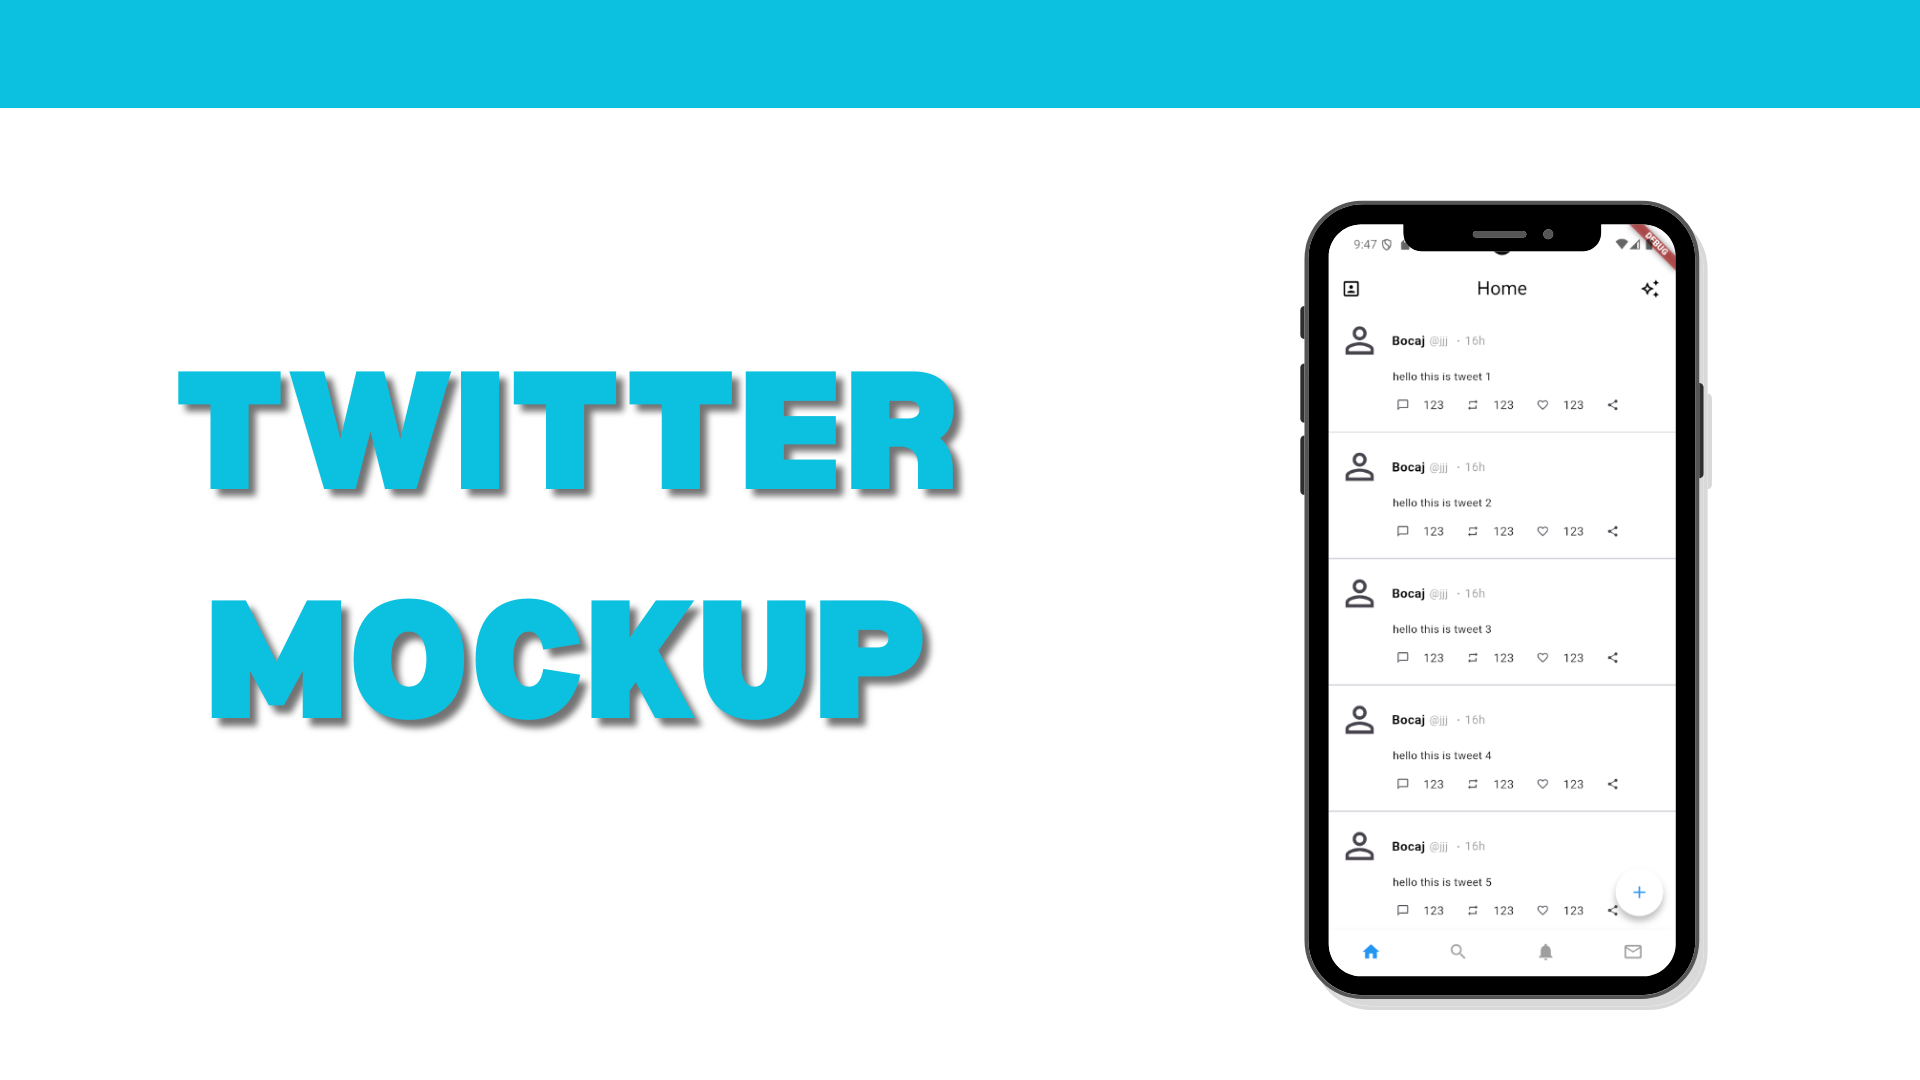 TWITTER
MOCKUP
9:47
DEBUG
Home
Bocaj @jjj · 16h
hello this is tweet 1
123 123 123
Bocaj @jjj · 16h
hello this is tweet 2
123 123 123
Bocaj @jjj · 16h
hello this is tweet 3
123 123 123
Bocaj @jjj · 16h
hello this is tweet 4
123 123 123
Bocaj @jjj · 16h
hello this is tweet 5
123 123 123